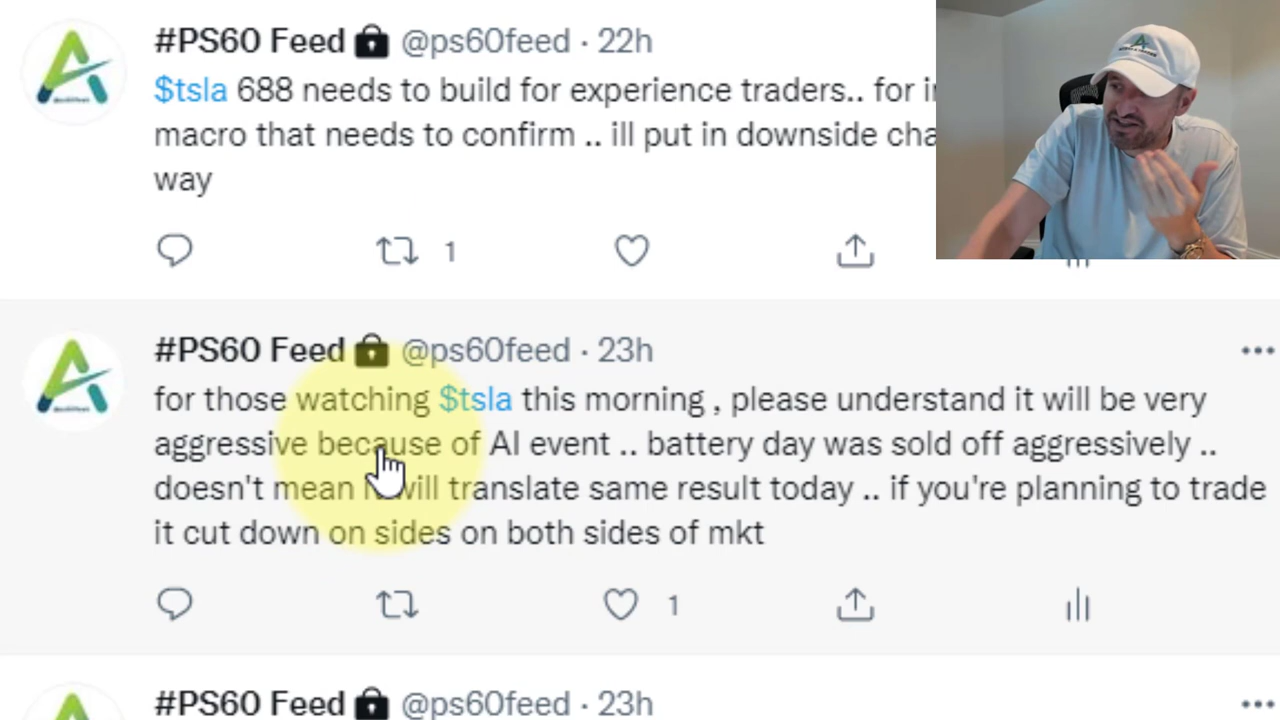 #PS60 Feed @ps60feed · 22h
$tsla 688 needs to build for experience traders.. for
macro that needs to confirm .. ill put in downside
way
1
#PS60 Feed @ps60feed · 23h
for those watching $tsla this morning , please understand it will be very
aggressive because of AI event .. battery day was sold off aggressively ..
doesn't mean it will translate same result today .. if you're planning to trade
it cut down on sides on both sides of mkt
1
#PS60 Feed @ps60feed · 23h